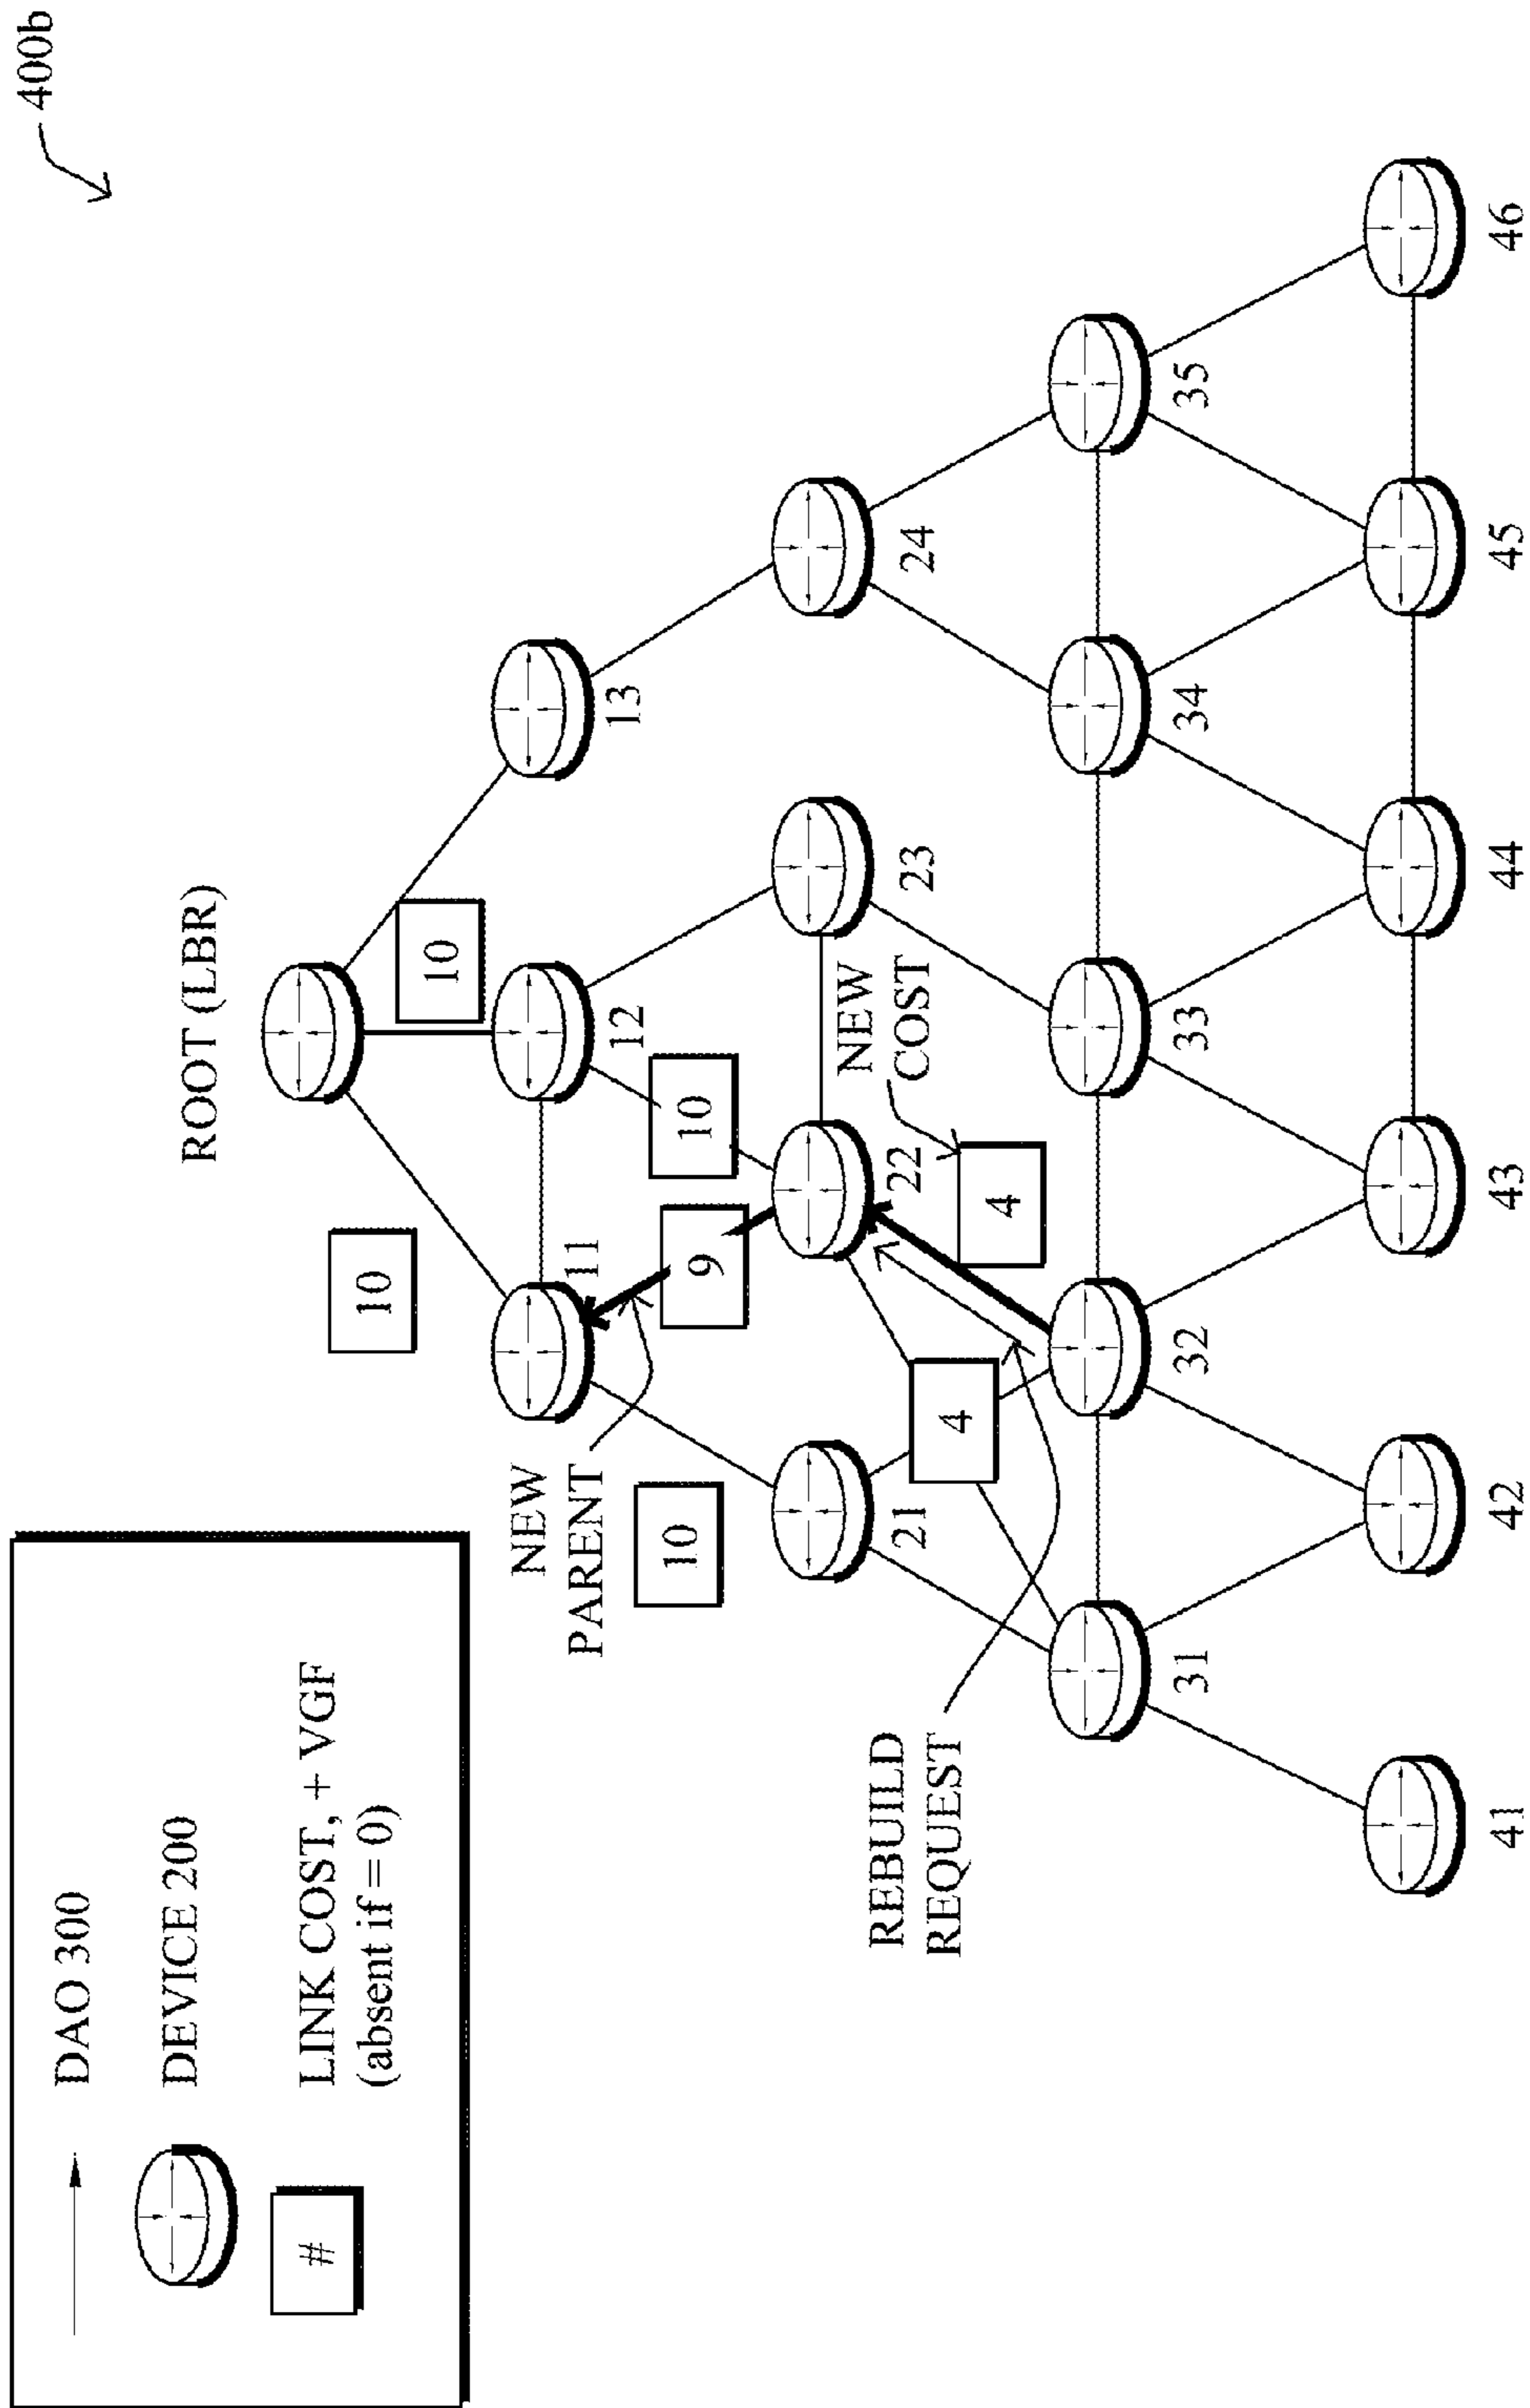 400b
DAO 300
DEVICE 200
#
LINK COST, + VGF
(absent if = 0)
ROOT (LBR)
10
10
11
12
13
NEW
PARENT
9
10
10
21
22
23
24
NEW
COST
4
4
REBUILD
REQUEST
31
32
33
34
35
41
42
43
44
45
46